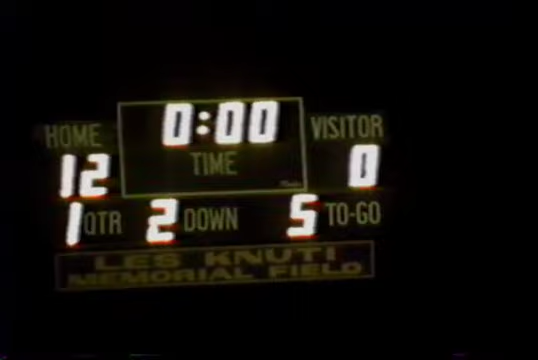 0:00
HOME TIME VISITOR
12 0
1 QTR 2 DOWN 5 TO-GO
LES KNUTI
MEMORIAL FIELD